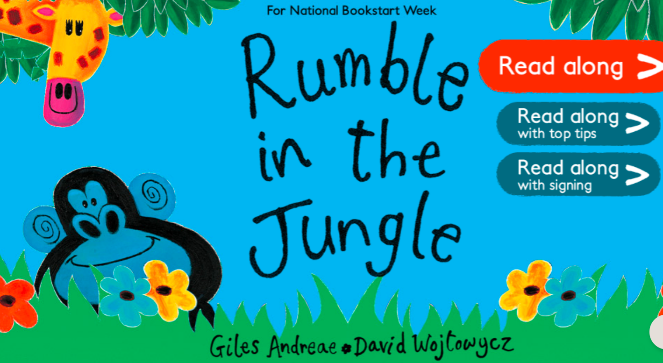 For National Bookstart Week
Rumble
in the
Jungle
Read along >
Read along >
with top tips
Read along >
with signing
Giles Andreae • David Wojtowycz